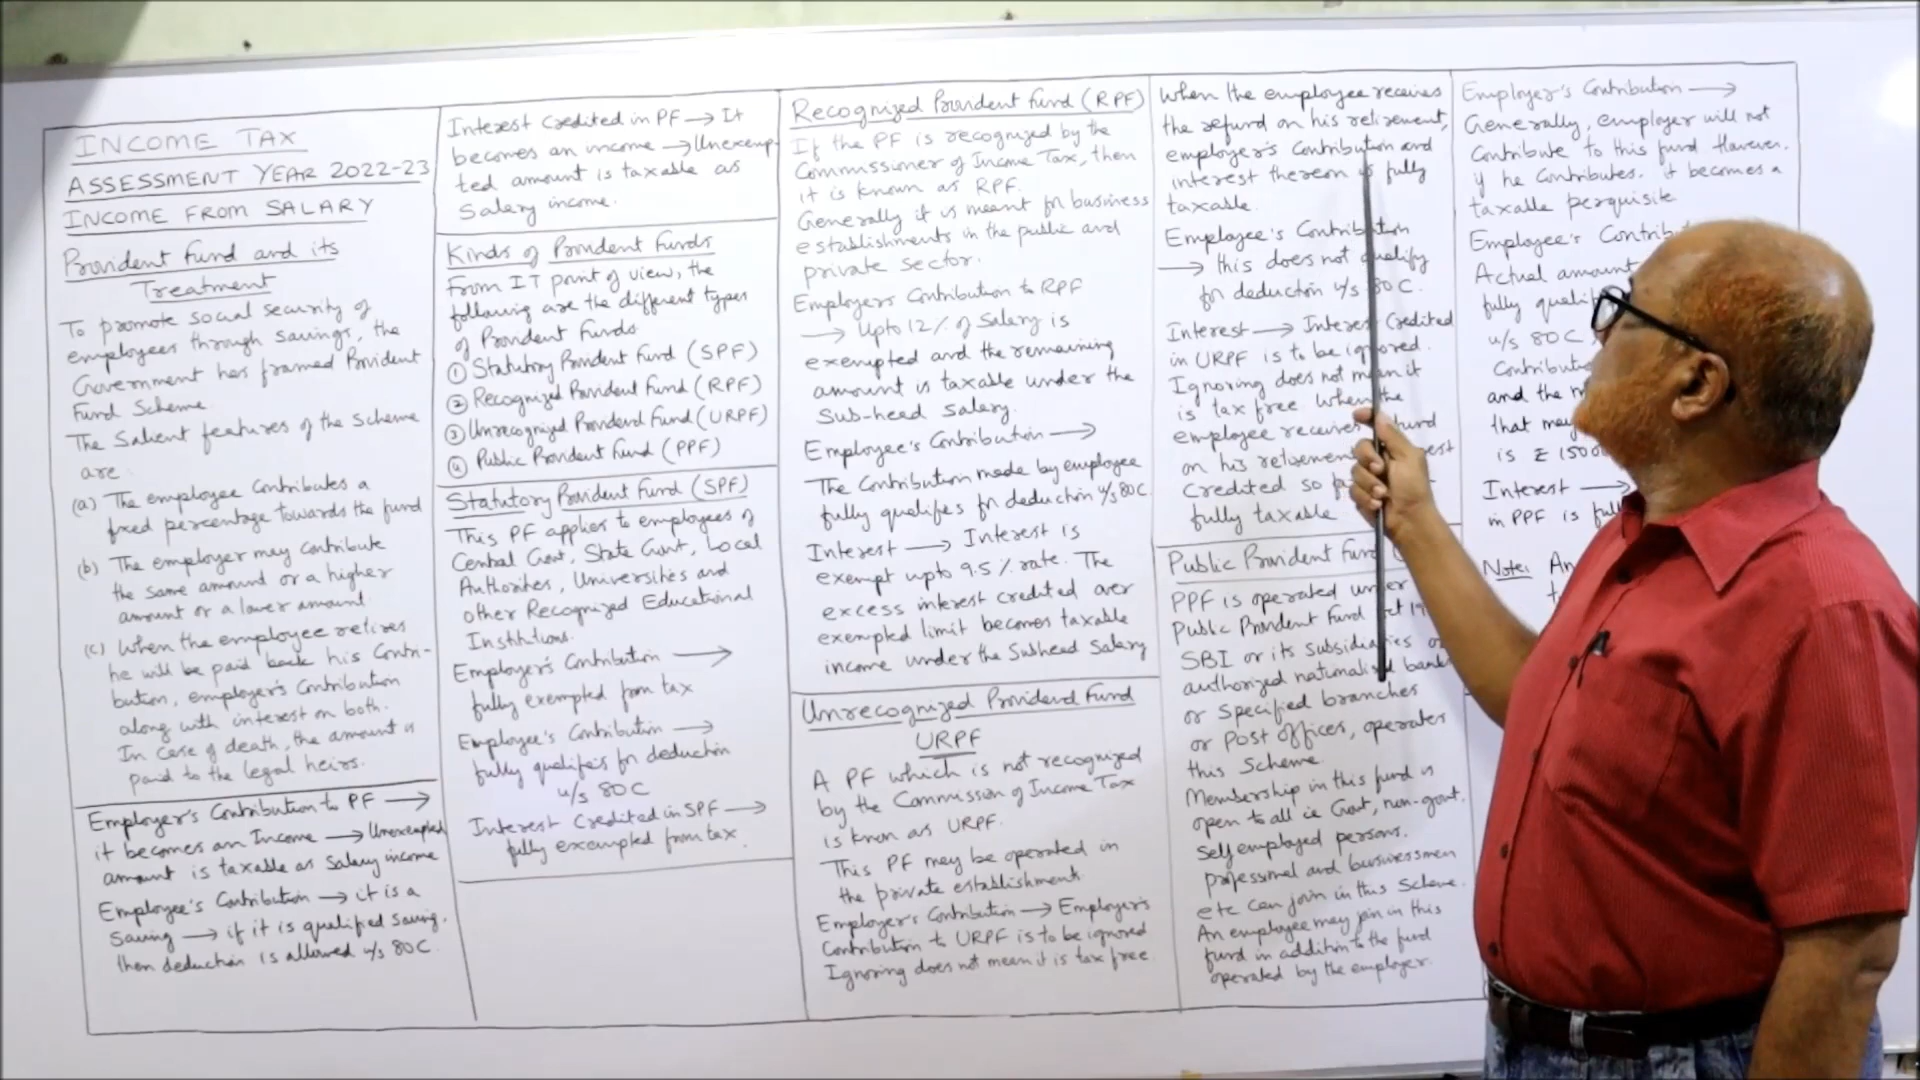 INCOME TAX
ASSESSMENT YEAR 2022-23
INCOME FROM SALARY
Provident Fund and its
Treatment
To promote social security of
employees through savings, the
Government has framed Provident
Fund Scheme.
The Salient features of the Scheme
are
(a) The employee Contributes a
fixed percentage towards the fund
(b) The employer may contribute
the same amount or a higher
amount or a lower amount.
(c) When the employee retires
he will be paid back his Contri-
bution, employer's Contribution
along with interest on both.
In case of death, the amount is
paid to the legal heirs.
Employer's Contribution to PF →
it becomes an Income → Unexempted
amount is taxable as Salary income
Employee's Contribution → it is a
Saving → if it is qualified saving,
then deduction is allowed u/s 80C.
Interest Credited in PF → It
becomes an income → Unexemp-
ted amount is taxable as
Salary income.
Kinds of Provident Funds
From IT point of view, the
following are the different types
of Provident Funds
① Statutory Provident Fund (SPF)
② Recognized Provident Fund (RPF)
③ Unrecognized Provident Fund (URPF)
④ Public Provident Fund (PPF)
Statutory Provident Fund (SPF)
This PF applies to employees of
Central Govt, State Govt, Local
Authorities, Universities and
other Recognized Educational
Institutions.
Employer's Contribution →
fully exempted from tax
Employee's Contribution →
fully qualifies for deduction
u/s 80C
Interest Credited in SPF →
fully exempted from tax.
Recognized Provident Fund (RPF)
If the PF is recognized by the
Commissioner of Income Tax, then
it is known as RPF.
Generally it is meant for business
establishments in the public and
private sector.
Employer's Contribution to RPF
→ Upto 12% of Salary is
exempted and the remaining
amount is taxable under the
Sub-head salary.
Employee's Contribution →
The Contribution made by employee
fully qualifies for deduction u/s 80C.
Interest → Interest is
exempt upto 9.5% rate. The
excess interest credited over
exempted limit becomes taxable
income under the Subhead Salary
Unrecognized Provident Fund
URPF
A PF which is not recognized
by the Commission of Income Tax
is known as URPF.
This PF may be operated in
the private establishment.
Employer's Contribution → Employer's
Contribution to URPF is to be ignored
Ignoring does not mean it is tax free.
When the employee receives
the refund on his retirement,
employer's contribution and
interest thereon is fully
taxable.
Employee's Contribution
→ this does not qualify
for deduction u/s 80C.
Interest → Interest Credited
in URPF is to be ignored.
Ignoring does not mean it
is tax free. When the
employee receives fund
on his retirement
Credited so
fully taxable
Public Provident Fund
PPF is operated under
Public Provident Fund Act 19
SBI or its subsidiaries or
authorized nationalised banks
or specified branches
or Post offices, operates
this Scheme.
Membership in this fund is
open to all i.e Govt, non-govt,
self employed persons.
professional and businessmen
etc can join in this Scheme.
An employee may join in this
fund in addition to the fund
operated by the employer.
Employer's Contribution →
Generally, employer will not
Contribute to this fund However,
if he Contributes, it becomes a
taxable perquisite
Employee's
Actual amount
fully
u/s 80C
and the
that may
is
Interest →
in PPF is
Note: An